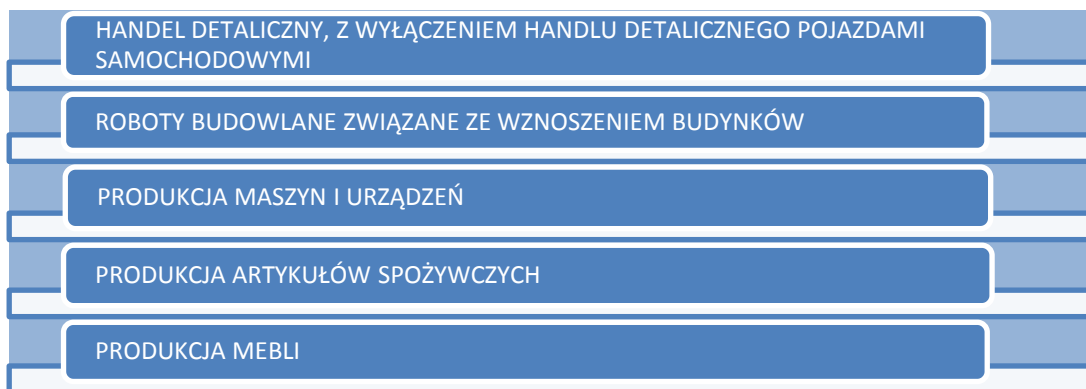 HANDEL DETALICZNY, Z WYŁĄCZENIEM HANDLU DETALICZNEGO POJAZDAMI
SAMOCHODOWYMI
ROBOTY BUDOWLANE ZWIĄZANE ZE WZNOSZENIEM BUDYNKÓW
PRODUKCJA MASZYN I URZĄDZEŃ
PRODUKCJA ARTYKUŁÓW SPOŻYWCZYCH
PRODUKCJA MEBLI